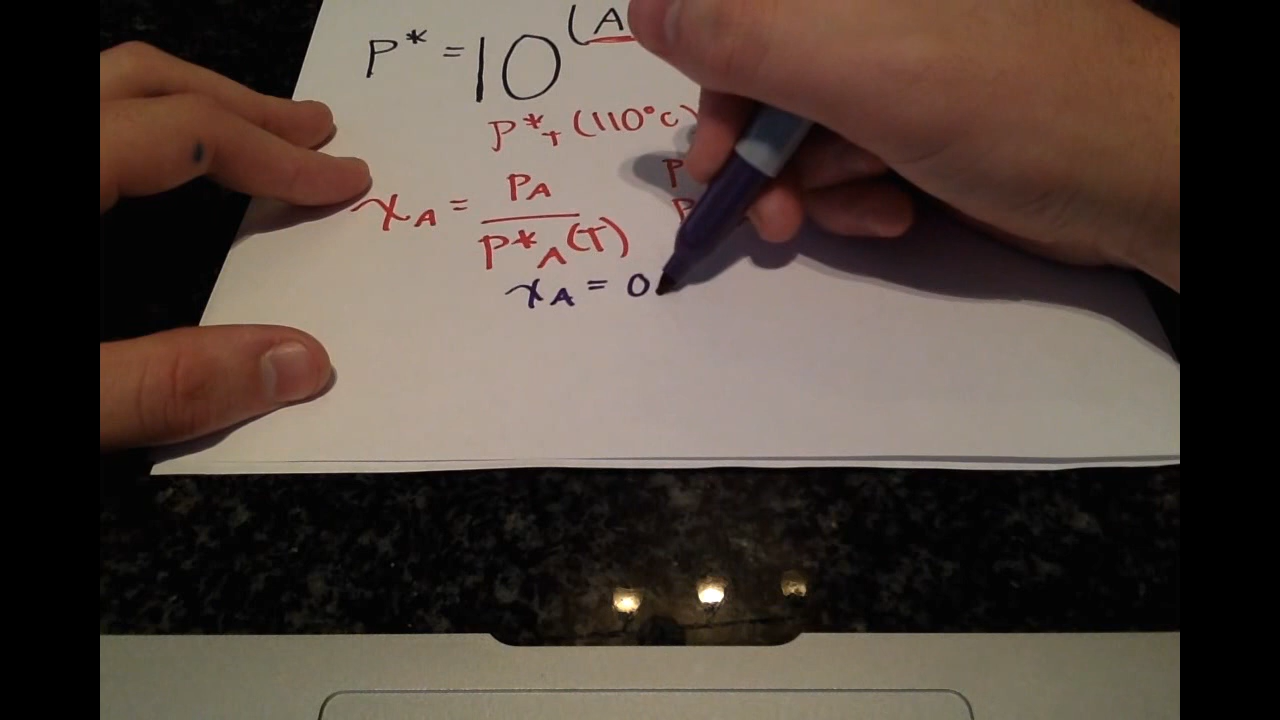 P* = 10^(A
P*T (110°C)
P
XA = PA / P*A(T)
P
XA = 0